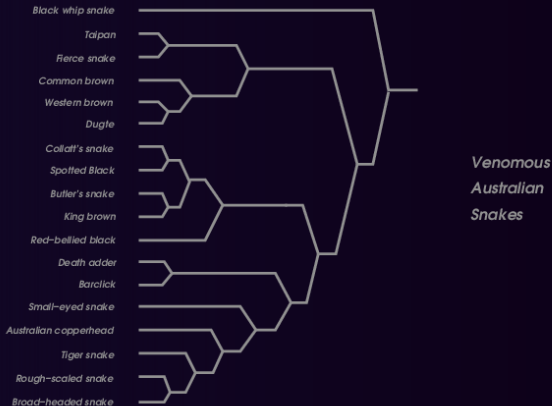 Black whip snake
Taipan
Fierce snake
Common brown
Western brown
Dugte
Collatt's snake
Spotted Black
Butler's snake
King brown
Red-bellied black
Death adder
Barclick
Small-eyed snake
Australian copperhead
Tiger snake
Rough-scaled snake
Broad-headed snake
Venomous
Australian
Snakes